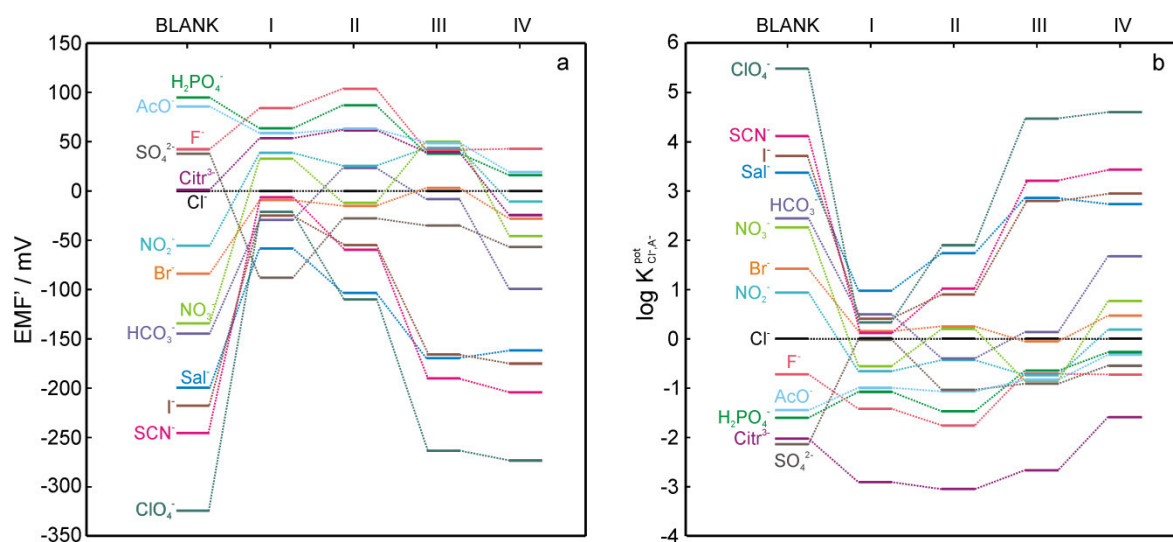 BLANK I II III IV
a
EMF' / mV
150
100
50
0
-50
-100
-150
-200
-250
-300
-350
H₂PO₄⁻
AcO⁻
F⁻
SO₄²⁻
Citr³⁻
Cl⁻
NO₂⁻
Br⁻
NO₃⁻
HCO₃⁻
Sal⁻
I⁻
SCN⁻
ClO₄⁻
BLANK I II III IV
b
log K^pot_Cl⁻,A⁻
6
5
4
3
2
1
0
-1
-2
-3
-4
ClO₄⁻
SCN⁻
I⁻
Sal⁻
HCO₃⁻
NO₃⁻
Br⁻
NO₂⁻
Cl⁻
F⁻
AcO⁻
H₂PO₄⁻
Citr³⁻
SO₄²⁻